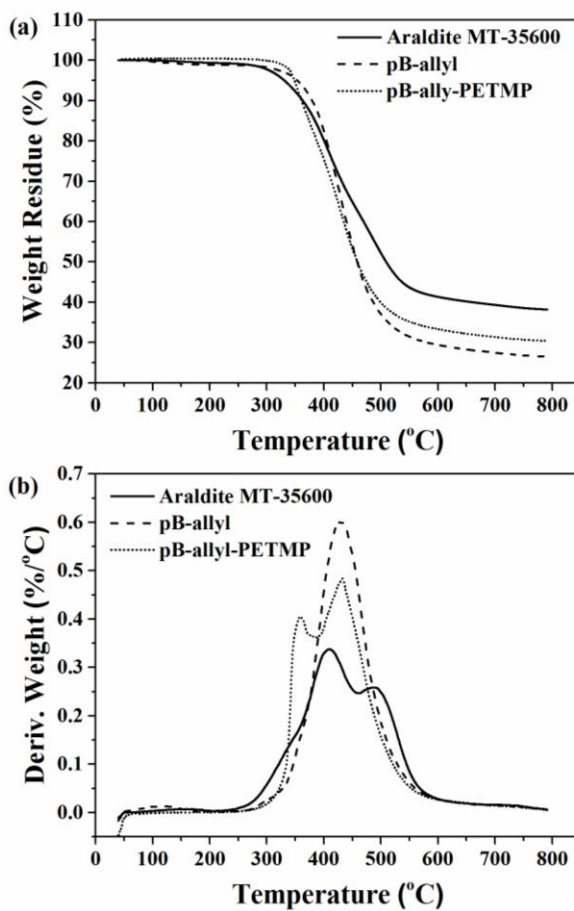 (a)
Araldite MT-35600
pB-allyl
pB-ally-PETMP
Weight Residue (%)
110
100
90
80
70
60
50
40
30
20
0 100 200 300 400 500 600 700 800
Temperature (°C)
(b)
Araldite MT-35600
pB-allyl
pB-allyl-PETMP
Deriv. Weight (%/°C)
0.7
0.6
0.5
0.4
0.3
0.2
0.1
0.0
0 100 200 300 400 500 600 700 800
Temperature (°C)